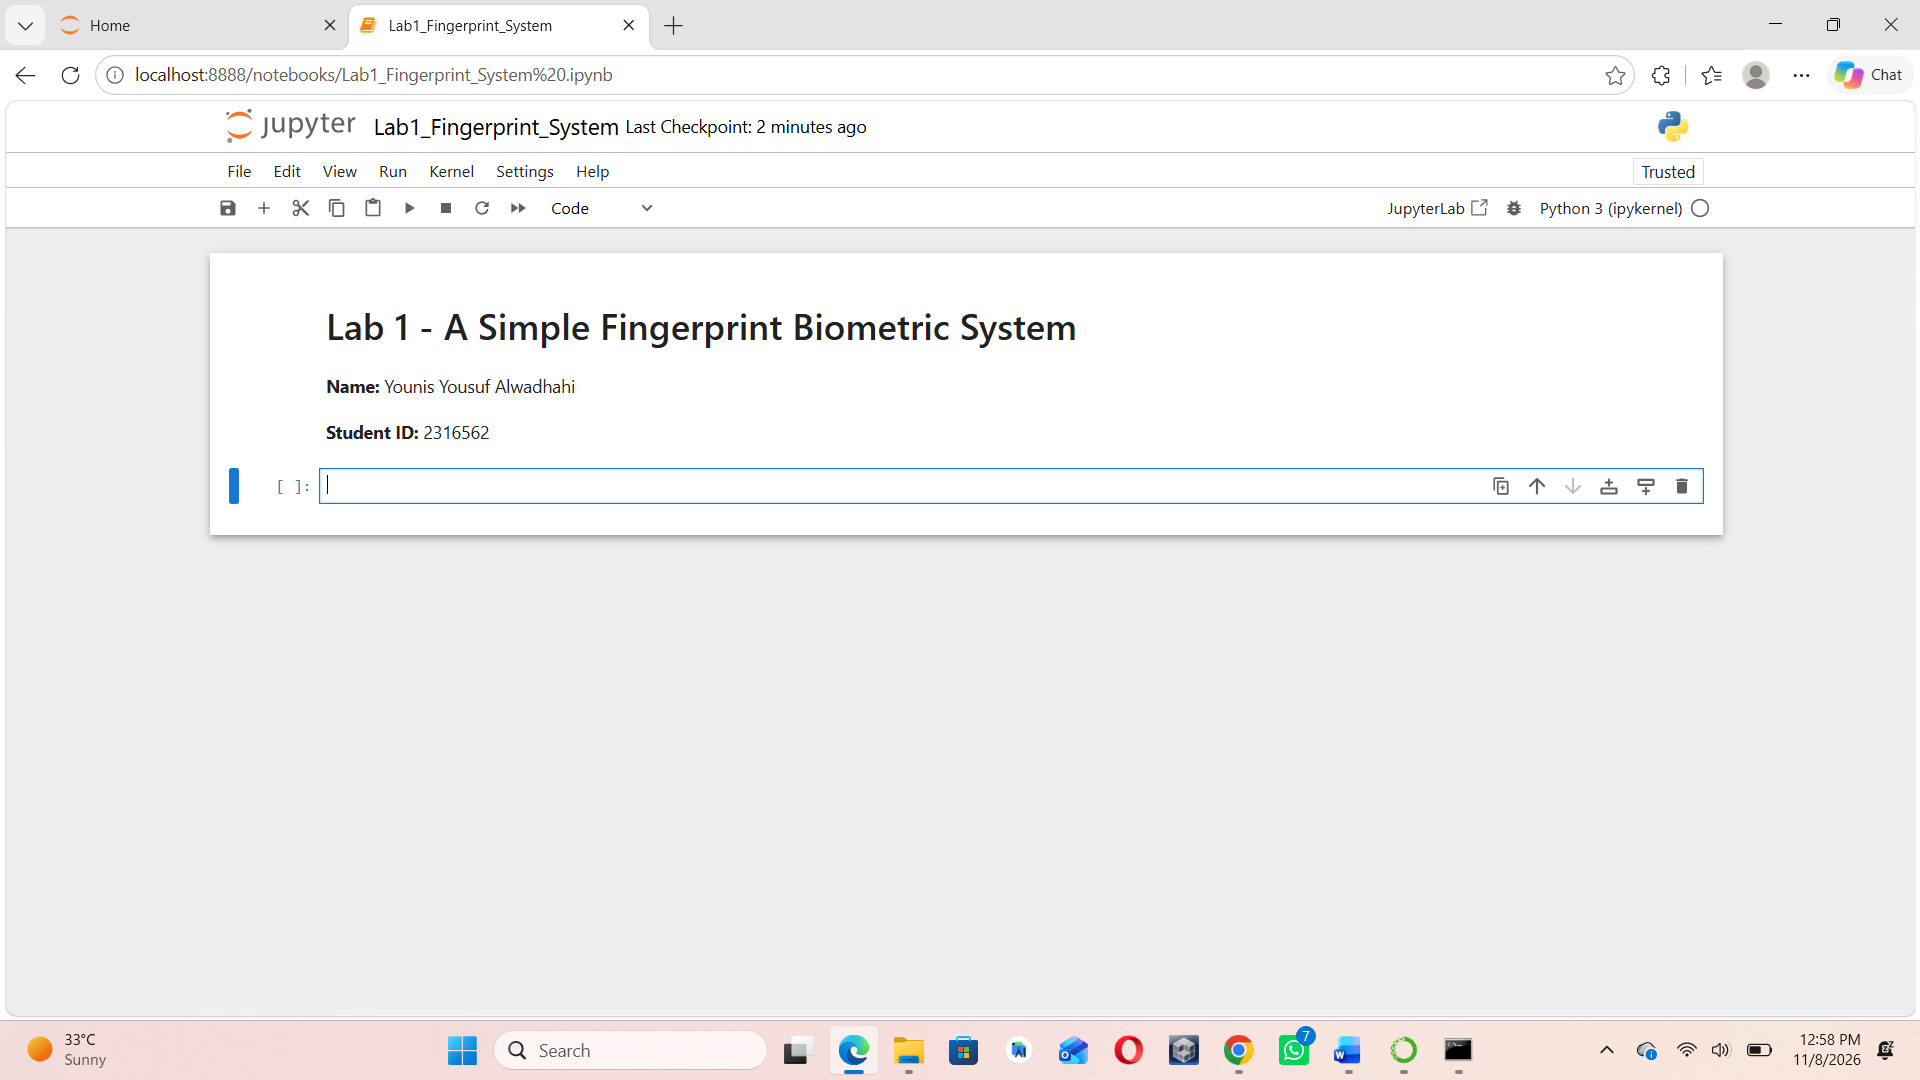 Home
Lab1_Fingerprint_System
localhost:8888/notebooks/Lab1_Fingerprint_System%20.ipynb
Chat
jupyter Lab1_Fingerprint_System Last Checkpoint: 2 minutes ago
File Edit View Run Kernel Settings Help
Trusted
Code
JupyterLab
Python 3 (ipykernel)
Lab 1 - A Simple Fingerprint Biometric System
Name: Younis Yousuf Alwadhahi
Student ID: 2316562
[ ]:
33°C
Sunny
Search
7
12:58 PM
11/8/2026